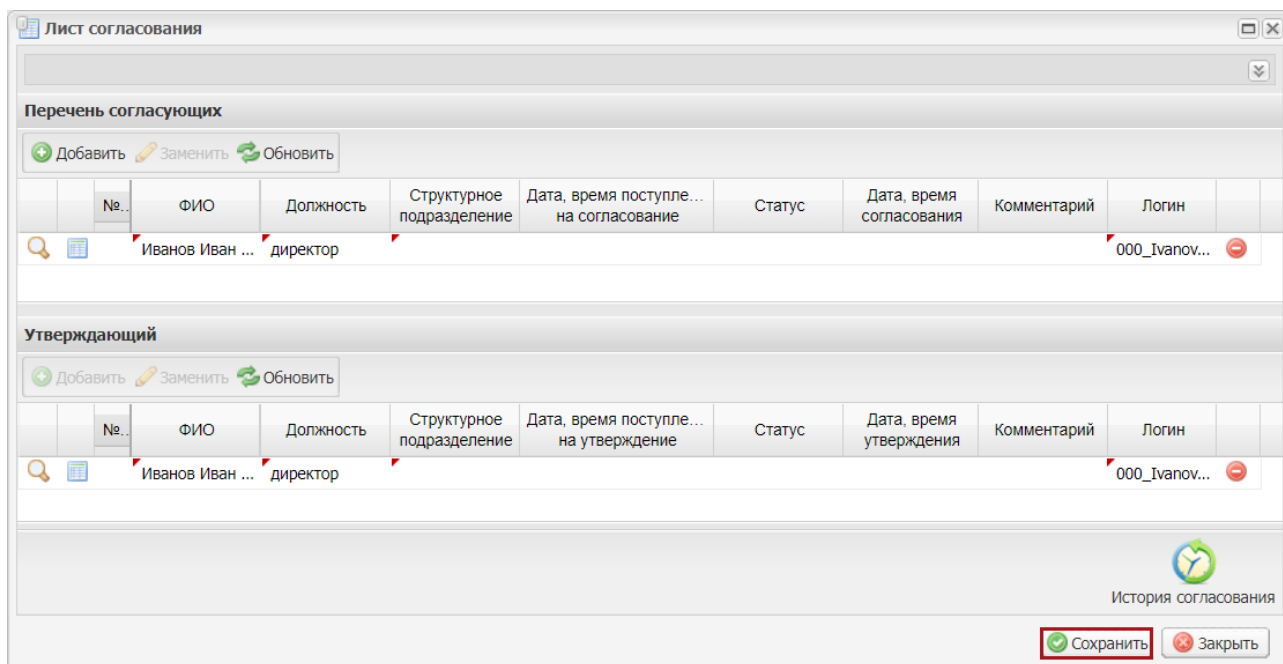 Лист согласования
Перечень согласующих
Добавить Заменить Обновить
№.. ФИО Должность Структурное подразделение Дата, время поступле... на согласование Статус Дата, время согласования Комментарий Логин
Иванов Иван ... директор 000_Ivanov...
Утверждающий
Добавить Заменить Обновить
№.. ФИО Должность Структурное подразделение Дата, время поступле... на утверждение Статус Дата, время утверждения Комментарий Логин
Иванов Иван ... директор 000_Ivanov...
История согласования
Сохранить Закрыть